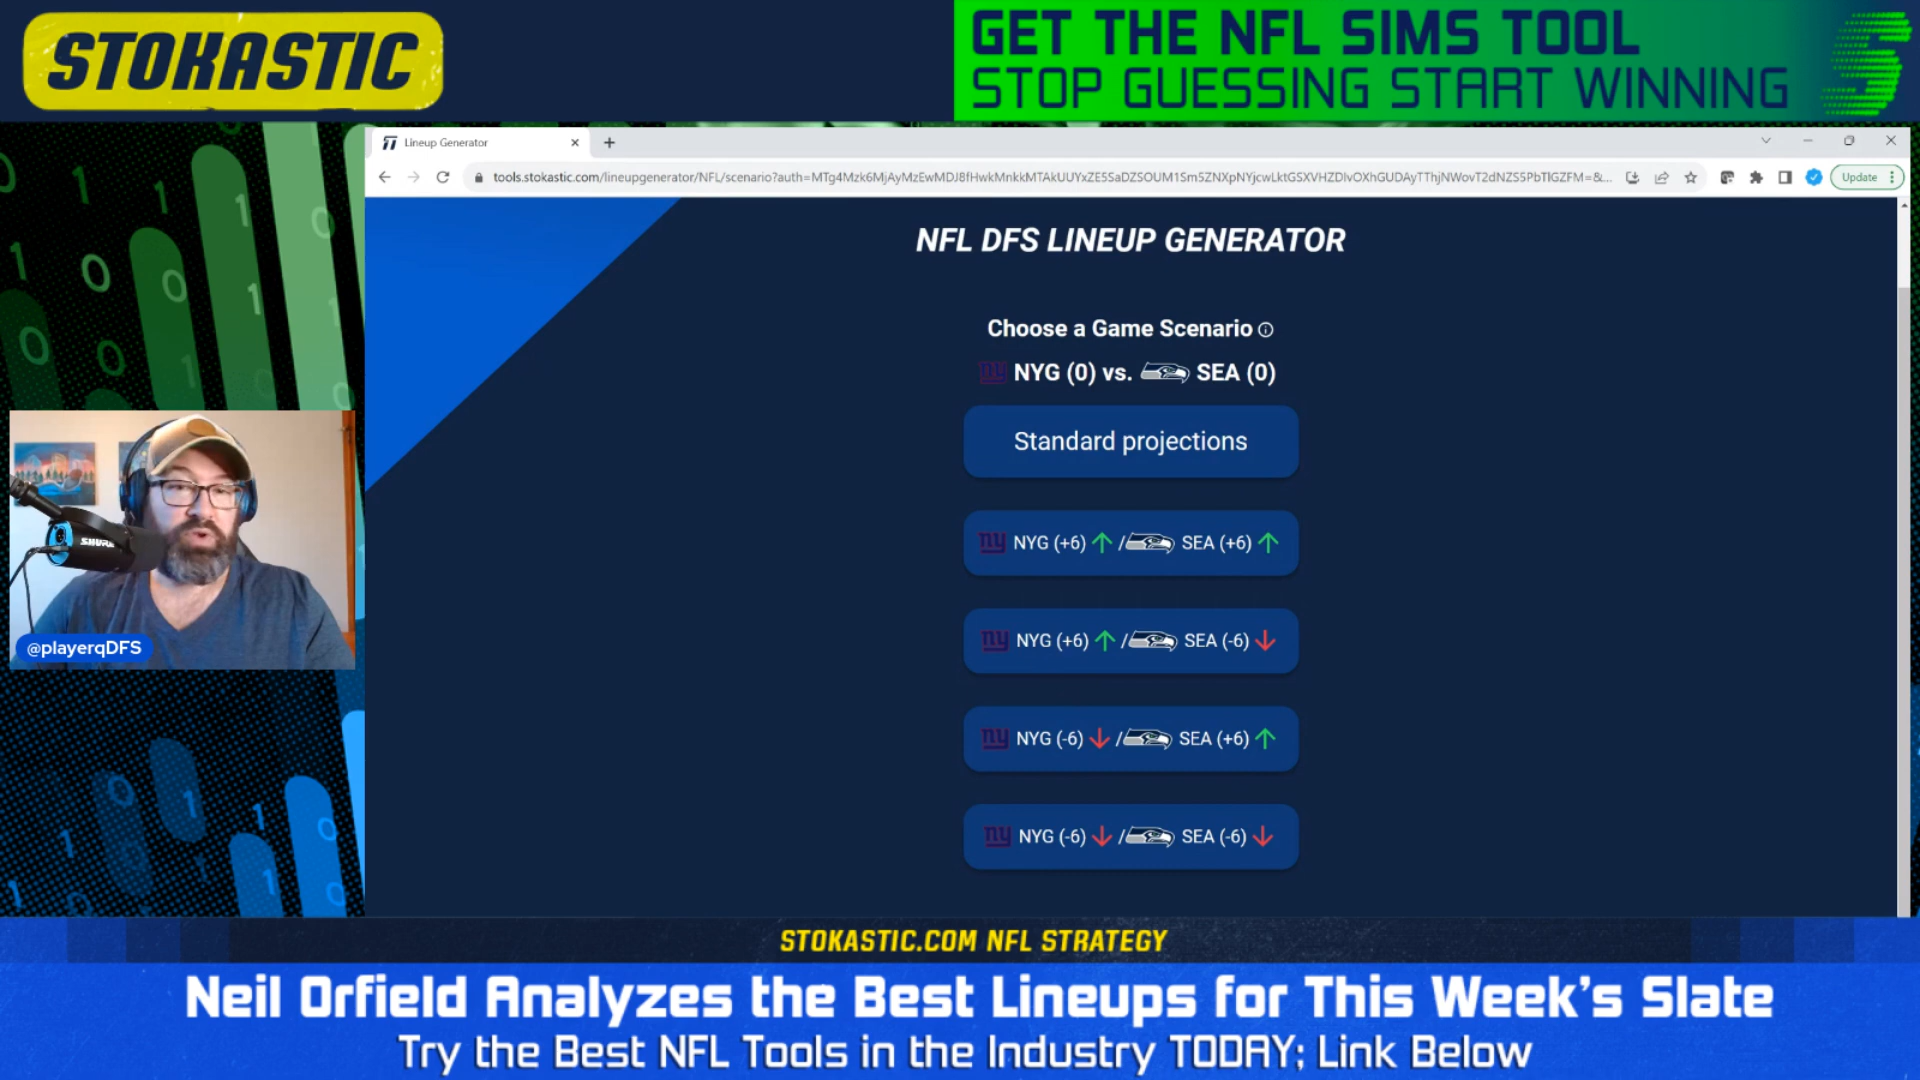 STOKASTIC
GET THE NFL SIMS TOOL
STOP GUESSING START WINNING
Lineup Generator
Update
NFL DFS LINEUP GENERATOR
Choose a Game Scenario
NYG (0) vs. SEA (0)
Standard projections
NYG (+6) / SEA (+6)
NYG (+6) / SEA (-6)
NYG (-6) / SEA (+6)
NYG (-6) / SEA (-6)
SHURE
@playerqDFS
STOKASTIC.COM NFL STRATEGY
Neil Orfield Analyzes the Best Lineups for This Week's Slate
Try the Best NFL Tools in the Industry TODAY; Link Below